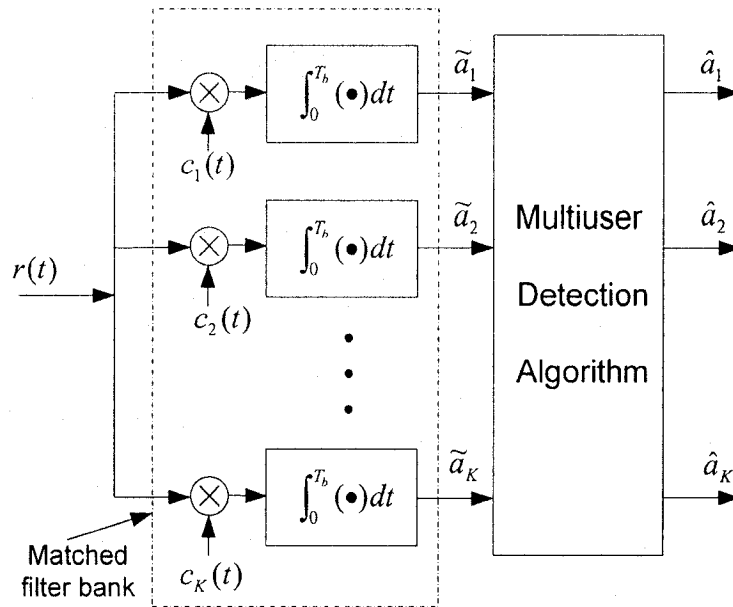 ∫₀^{T_b} (•)dt
ã₁
â₁
c₁(t)
∫₀^{T_b} (•)dt
ã₂
Multiuser
â₂
r(t)
c₂(t)
Detection
Algorithm
∫₀^{T_b} (•)dt
ã_K
â_K
Matched
filter bank
c_K(t)